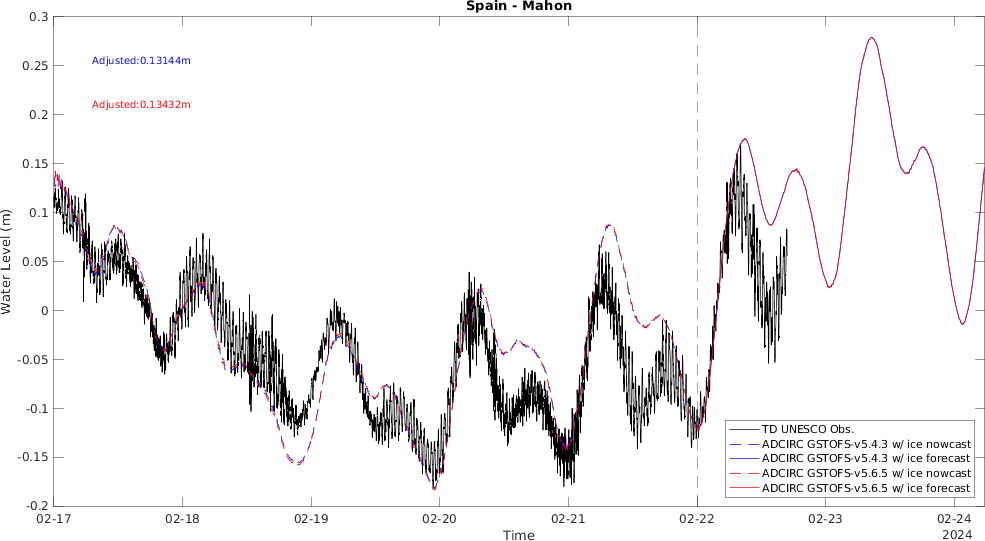 Spain - Mahon
0.3
0.25
0.2
0.15
0.1
0.05
0
-0.05
-0.1
-0.15
-0.2
Water Level (m)
Adjusted:0.13144m
Adjusted:0.13432m
TD UNESCO Obs.
ADCIRC GSTOFS-v5.4.3 w/ ice nowcast
ADCIRC GSTOFS-v5.4.3 w/ ice forecast
ADCIRC GSTOFS-v5.6.5 w/ ice nowcast
ADCIRC GSTOFS-v5.6.5 w/ ice forecast
02-17 02-18 02-19 02-20 02-21 02-22 02-23 02-24
Time
2024